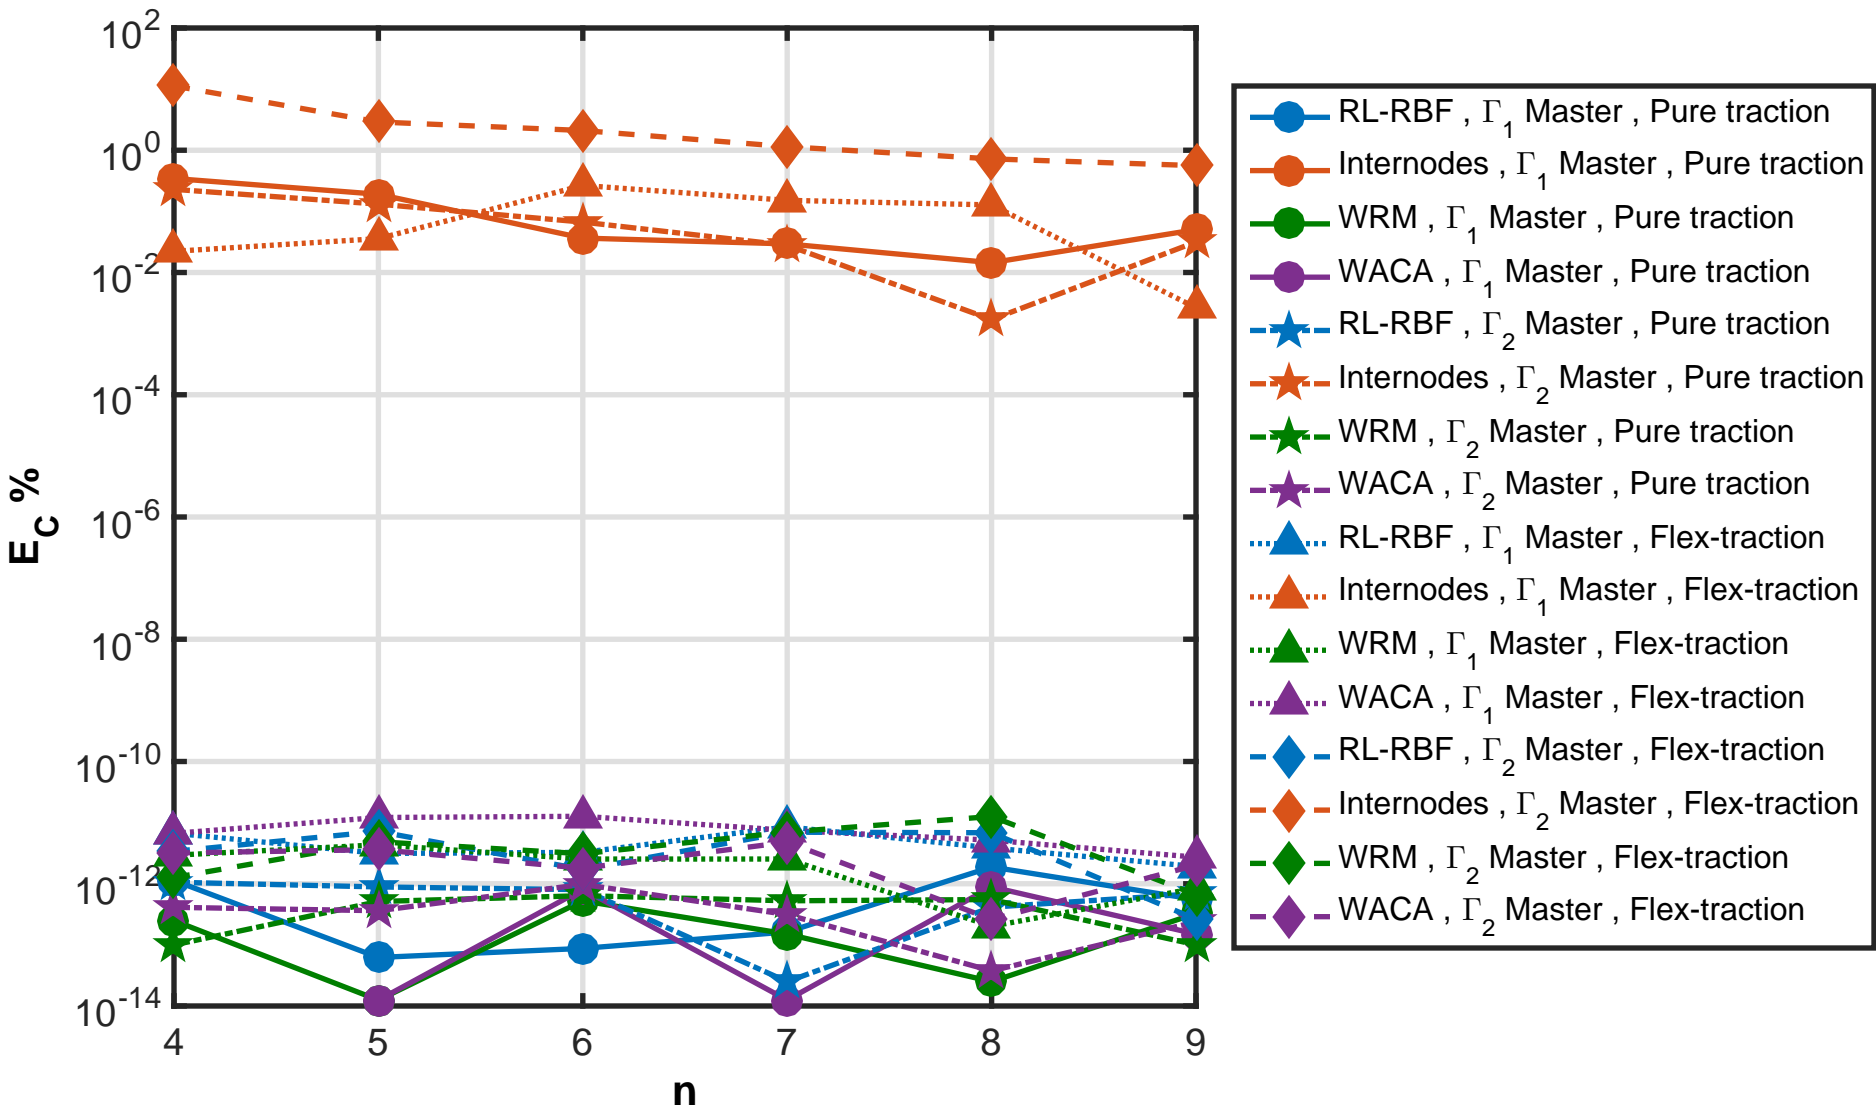 10^2
10^0
10^-2
10^-4
10^-6
10^-8
10^-10
10^-12
10^-14
E_C %
4 5 6 7 8 9
n
RL-RBF , Γ_1 Master , Pure traction
Internodes , Γ_1 Master , Pure traction
WRM , Γ_1 Master , Pure traction
WACA , Γ_1 Master , Pure traction
RL-RBF , Γ_2 Master , Pure traction
Internodes , Γ_2 Master , Pure traction
WRM , Γ_2 Master , Pure traction
WACA , Γ_2 Master , Pure traction
RL-RBF , Γ_1 Master , Flex-traction
Internodes , Γ_1 Master , Flex-traction
WRM , Γ_1 Master , Flex-traction
WACA , Γ_1 Master , Flex-traction
RL-RBF , Γ_2 Master , Flex-traction
Internodes , Γ_2 Master , Flex-traction
WRM , Γ_2 Master , Flex-traction
WACA , Γ_2 Master , Flex-traction